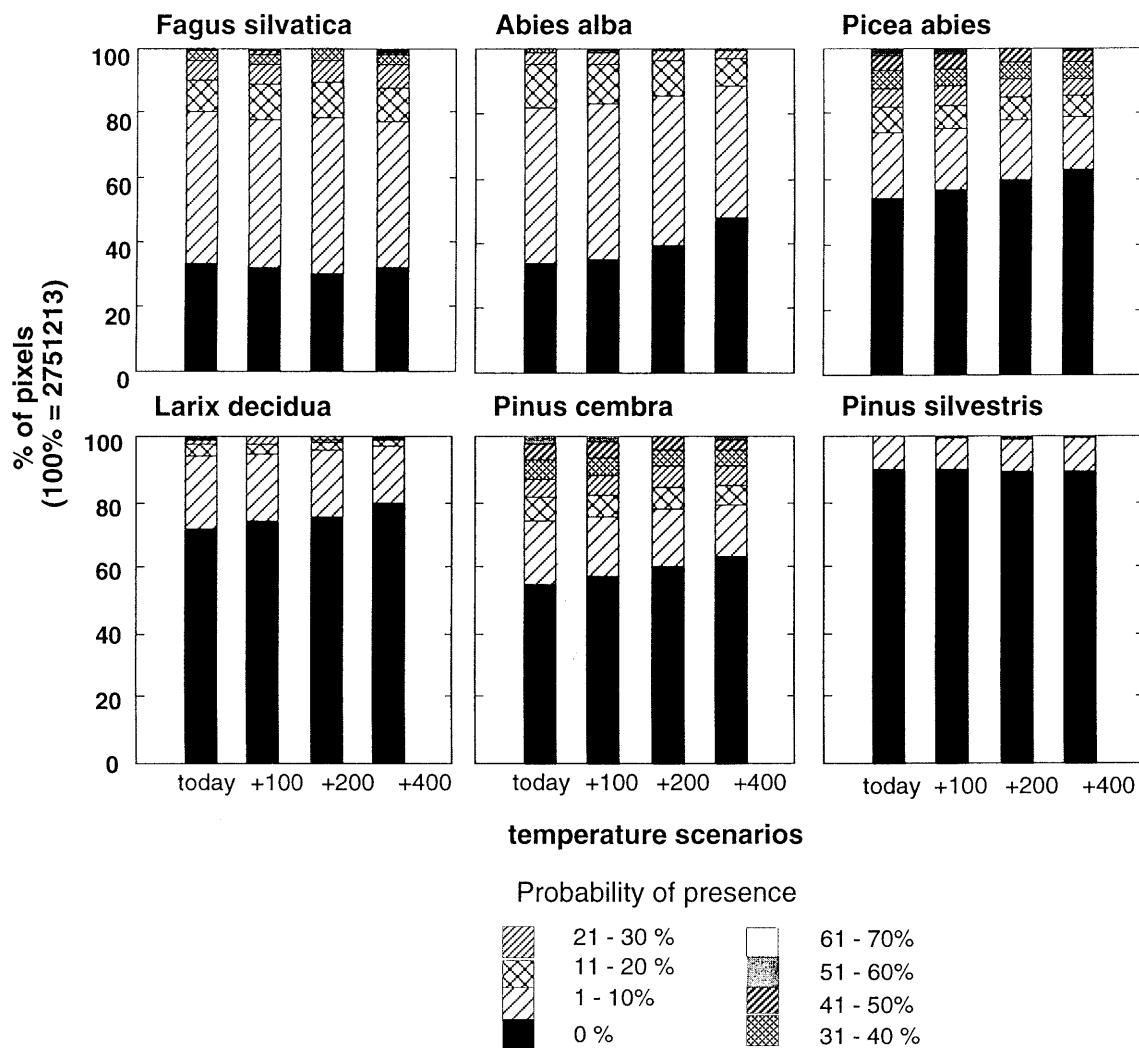 Fagus silvatica
Abies alba
Picea abies
100
80
60
40
20
0
% of pixels
(100% = 2751213)
Larix decidua
Pinus cembra
Pinus silvestris
100
80
60
40
20
0
today +100 +200 +400
today +100 +200 +400
today +100 +200 +400
temperature scenarios
Probability of presence
21 - 30 %
11 - 20 %
1 - 10%
0 %
61 - 70%
51 - 60%
41 - 50%
31 - 40 %